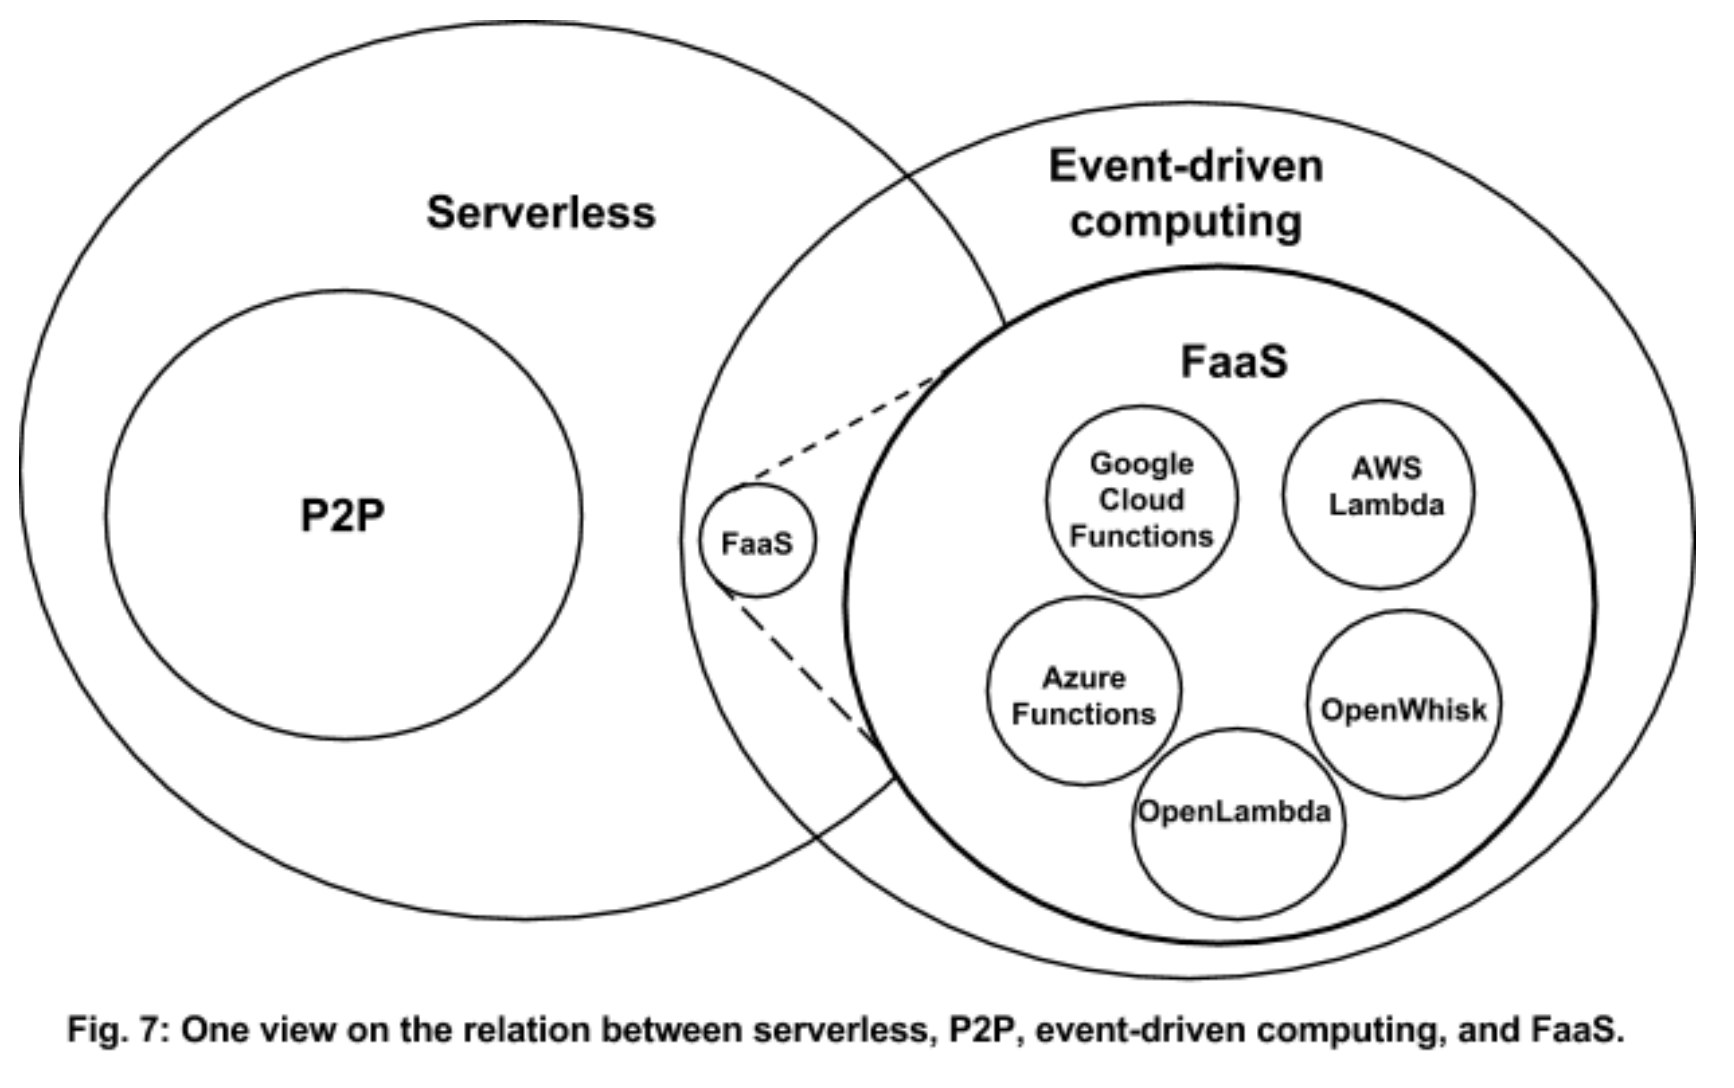 Serverless
Event-driven
computing
P2P
FaaS
FaaS
Google
Cloud
Functions
AWS
Lambda
Azure
Functions
OpenWhisk
OpenLambda
Fig. 7: One view on the relation between serverless, P2P, event-driven computing, and FaaS.